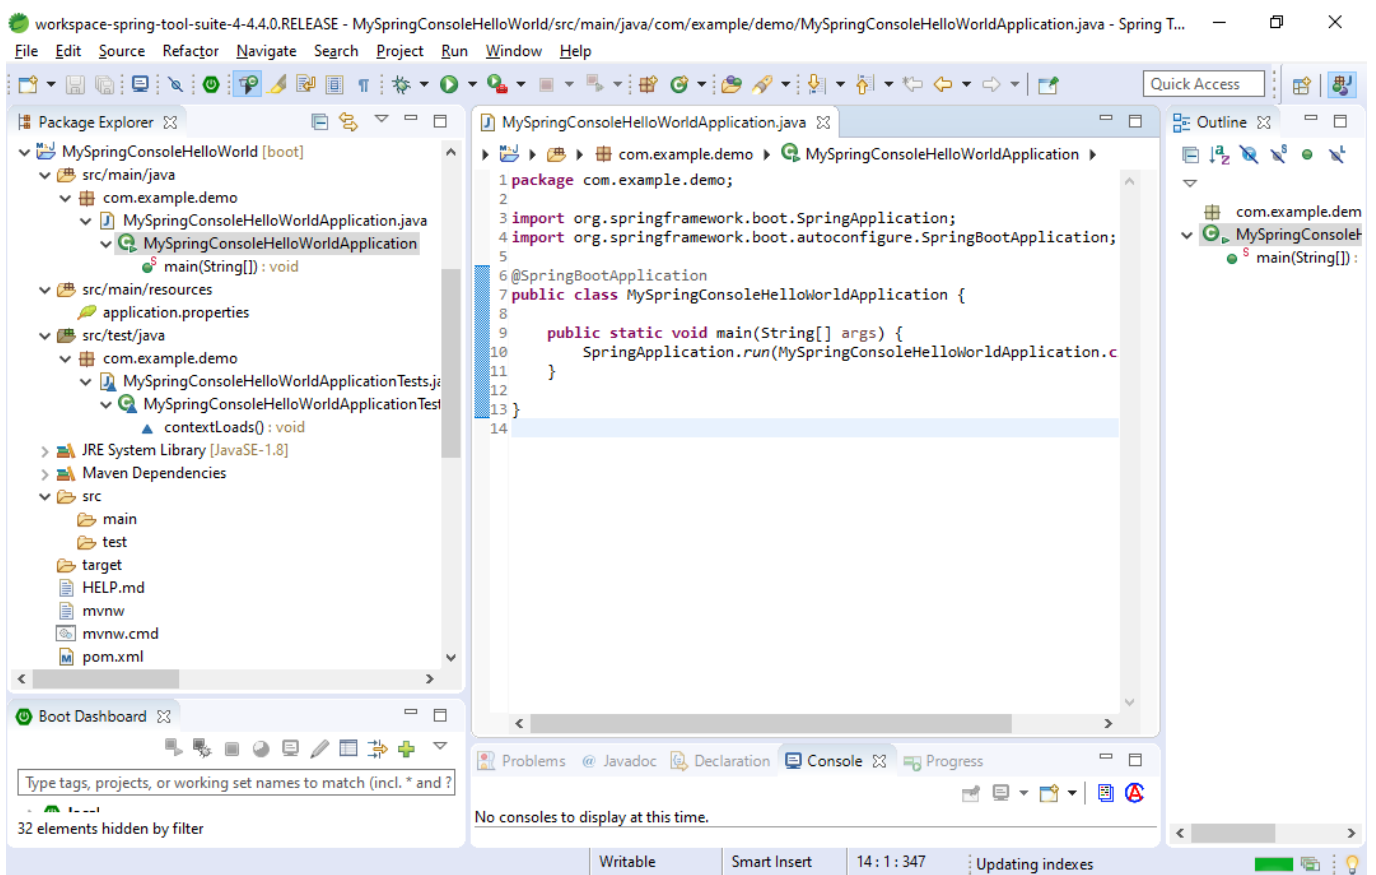 workspace-spring-tool-suite-4-4.4.0.RELEASE - MySpringConsoleHelloWorld/src/main/java/com/example/demo/MySpringConsoleHelloWorldApplication.java - Spring T...
File Edit Source Refactor Navigate Search Project Run Window Help
Quick Access
Package Explorer
MySpringConsoleHelloWorld [boot]
src/main/java
com.example.demo
MySpringConsoleHelloWorldApplication.java
MySpringConsoleHelloWorldApplication
main(String[]) : void
src/main/resources
application.properties
src/test/java
com.example.demo
MySpringConsoleHelloWorldApplicationTests.ja
MySpringConsoleHelloWorldApplicationTest
contextLoads() : void
JRE System Library [JavaSE-1.8]
Maven Dependencies
src
main
test
target
HELP.md
mvnw
mvnw.cmd
pom.xml
Boot Dashboard
Type tags, projects, or working set names to match (incl. * and ?
local
32 elements hidden by filter
MySpringConsoleHelloWorldApplication.java
com.example.demo MySpringConsoleHelloWorldApplication
1 package com.example.demo;
2
3 import org.springframework.boot.SpringApplication;
4 import org.springframework.boot.autoconfigure.SpringBootApplication;
5
6 @SpringBootApplication
7 public class MySpringConsoleHelloWorldApplication {
8
9 public static void main(String[] args) {
10 SpringApplication.run(MySpringConsoleHelloWorldApplication.c
11 }
12
13 }
14
Problems @ Javadoc Declaration Console Progress
No consoles to display at this time.
Outline
com.example.dem
MySpringConsoleH
main(String[]) :
Writable Smart Insert 14 : 1 : 347 Updating indexes